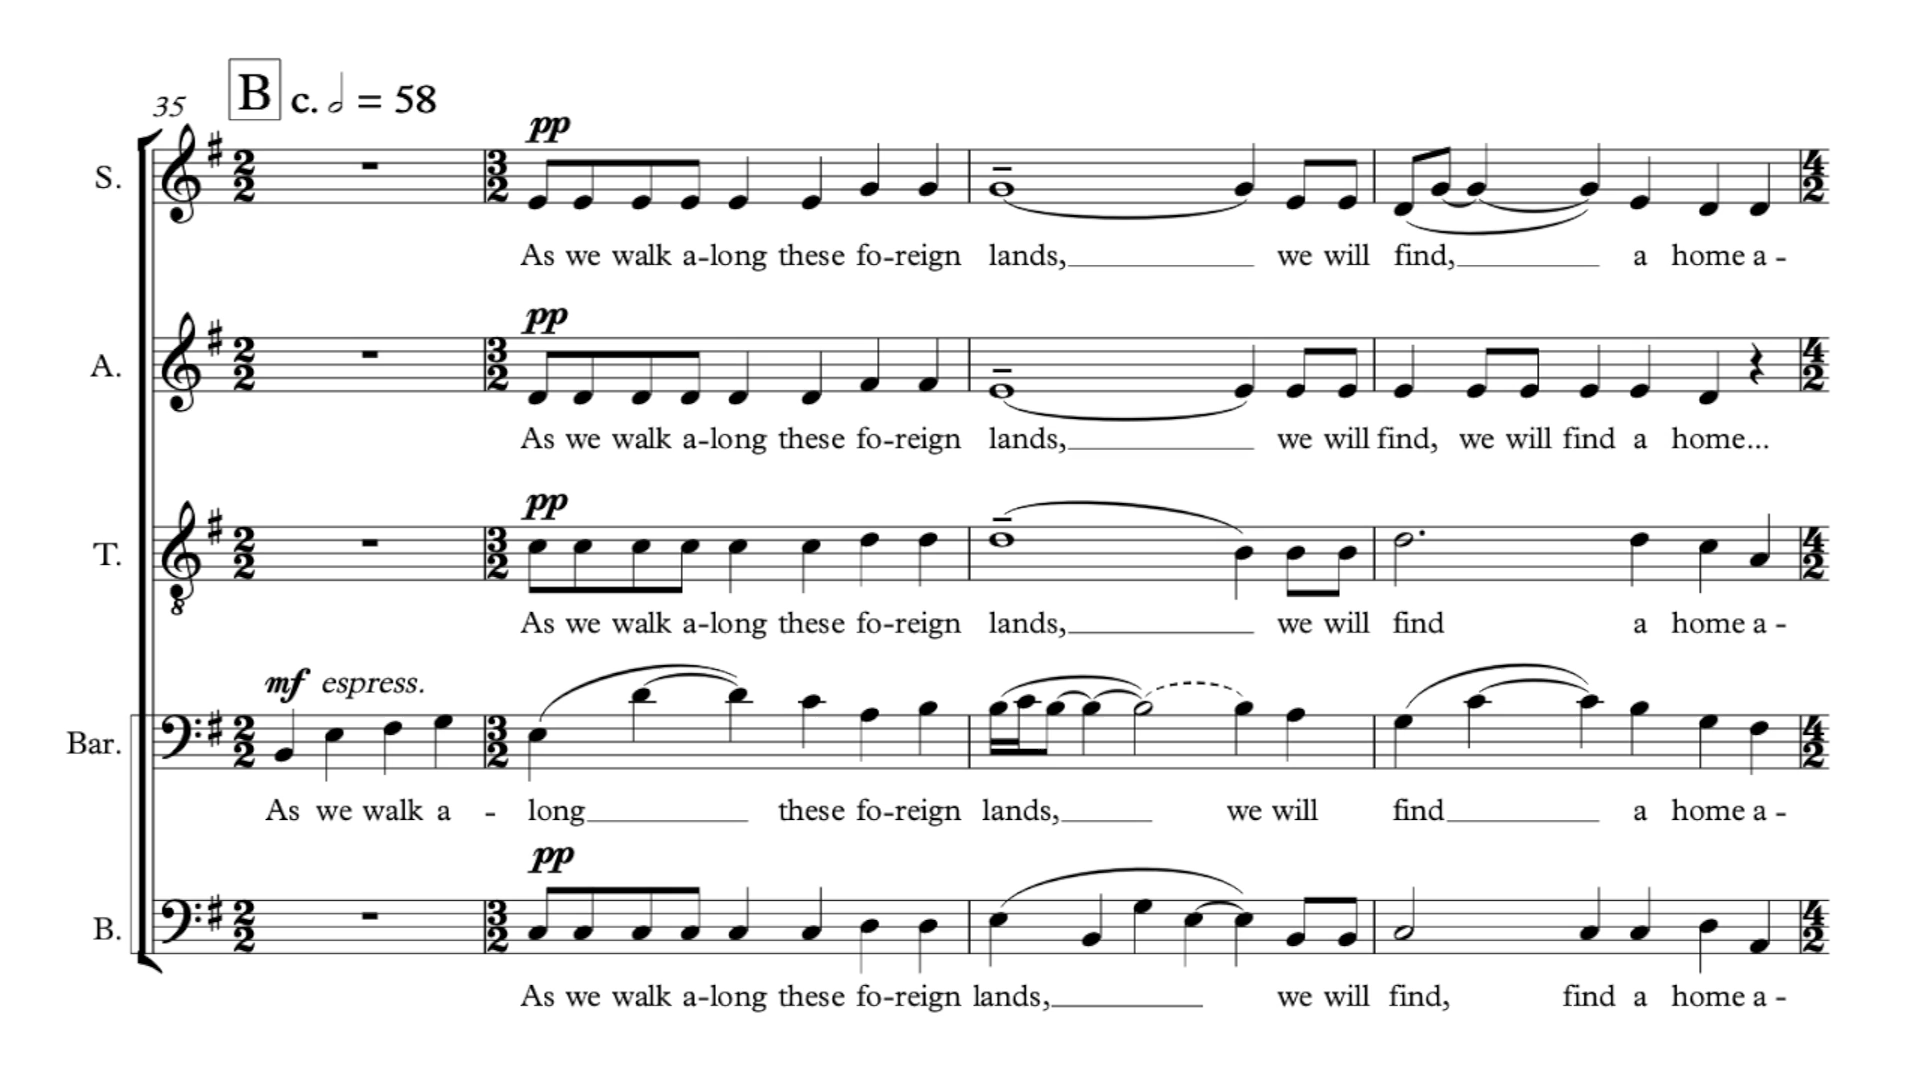 35 B c. 𝅗𝅥 = 58
pp
S.
As we walk a-long these fo-reign lands, we will find, a home a -
pp
A.
As we walk a-long these fo-reign lands, we will find, we will find a home...
pp
T.
8
As we walk a-long these fo-reign lands, we will find a home a -
mf espress.
Bar.
As we walk a - long these fo-reign lands, we will find a home a -
pp
B.
As we walk a-long these fo-reign lands, we will find, find a home a -